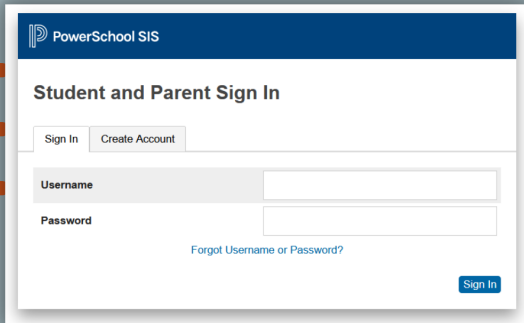 PowerSchool SIS
Student and Parent Sign In
Sign In
Create Account
Username
Password
Forgot Username or Password?
Sign In